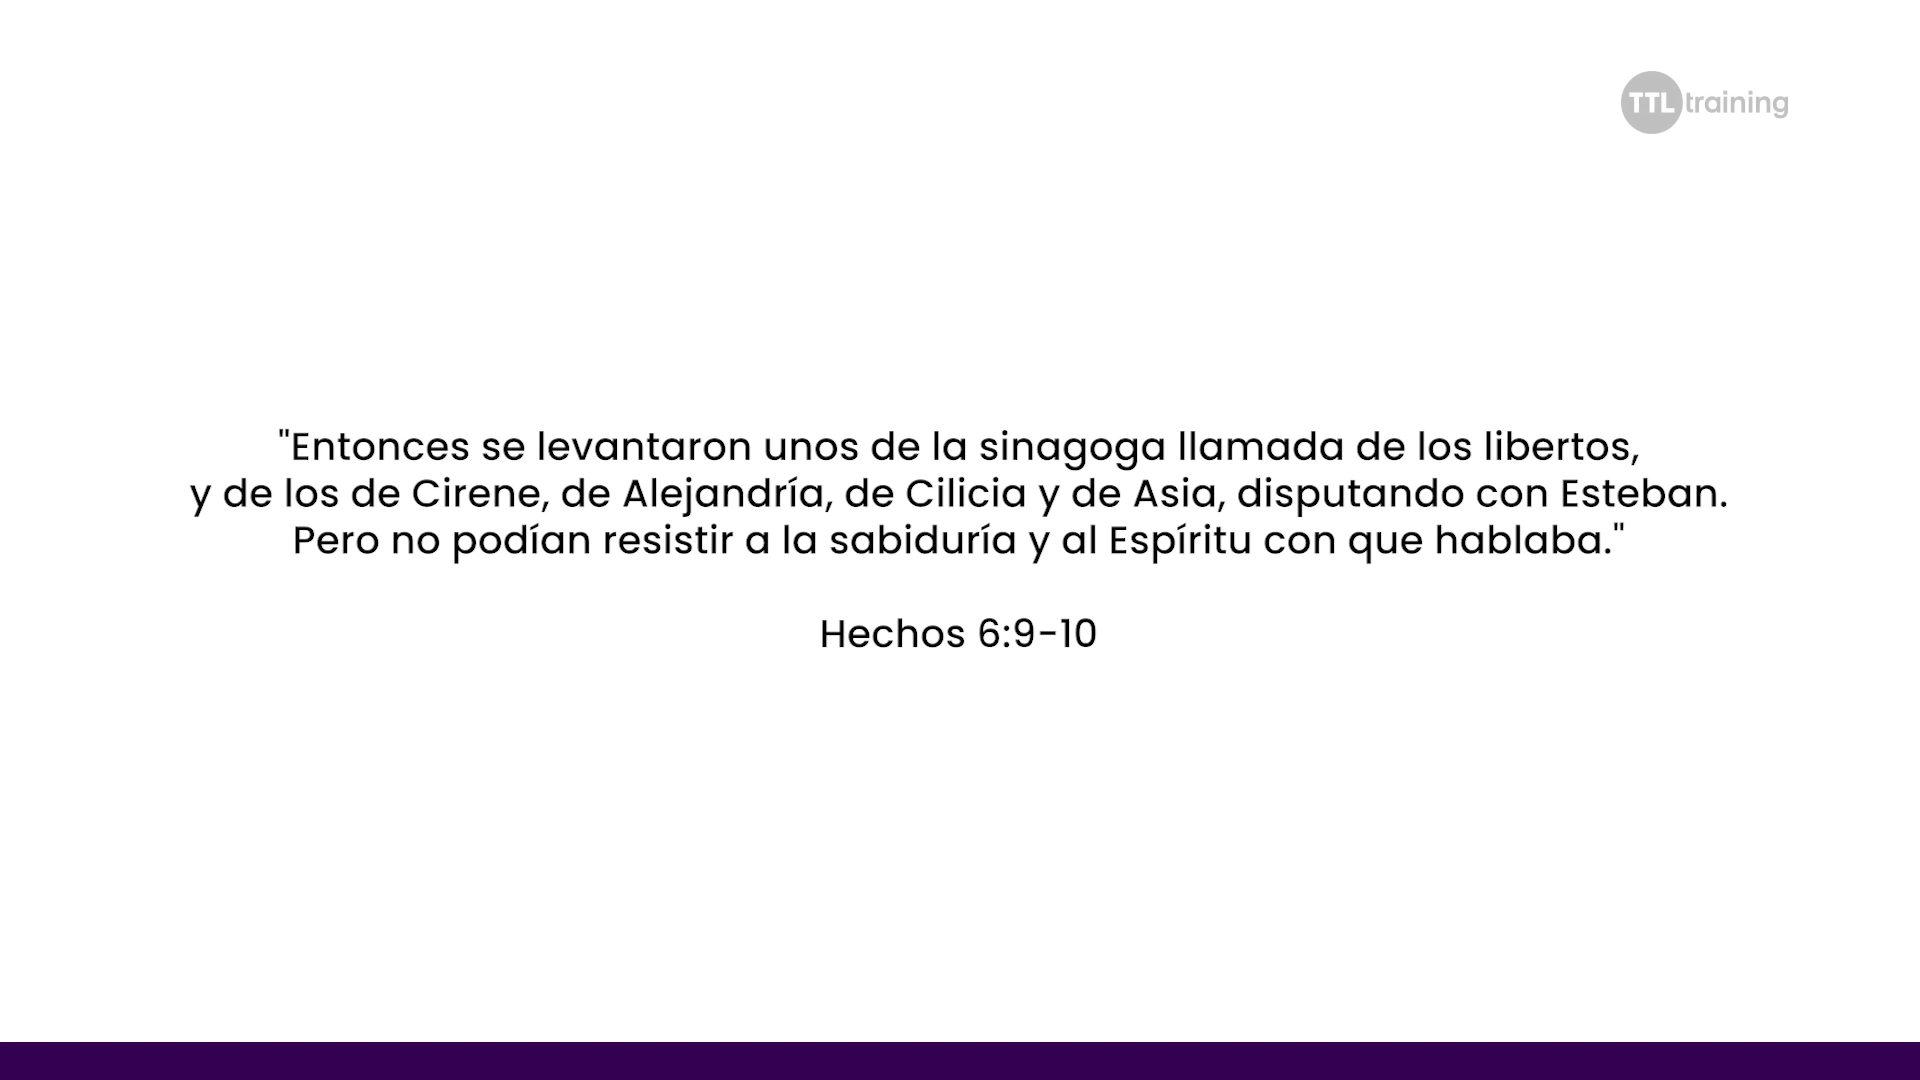 TTL training
"Entonces se levantaron unos de la sinagoga llamada de los libertos,
y de los de Cirene, de Alejandría, de Cilicia y de Asia, disputando con Esteban.
Pero no podían resistir a la sabiduría y al Espíritu con que hablaba."
Hechos 6:9-10